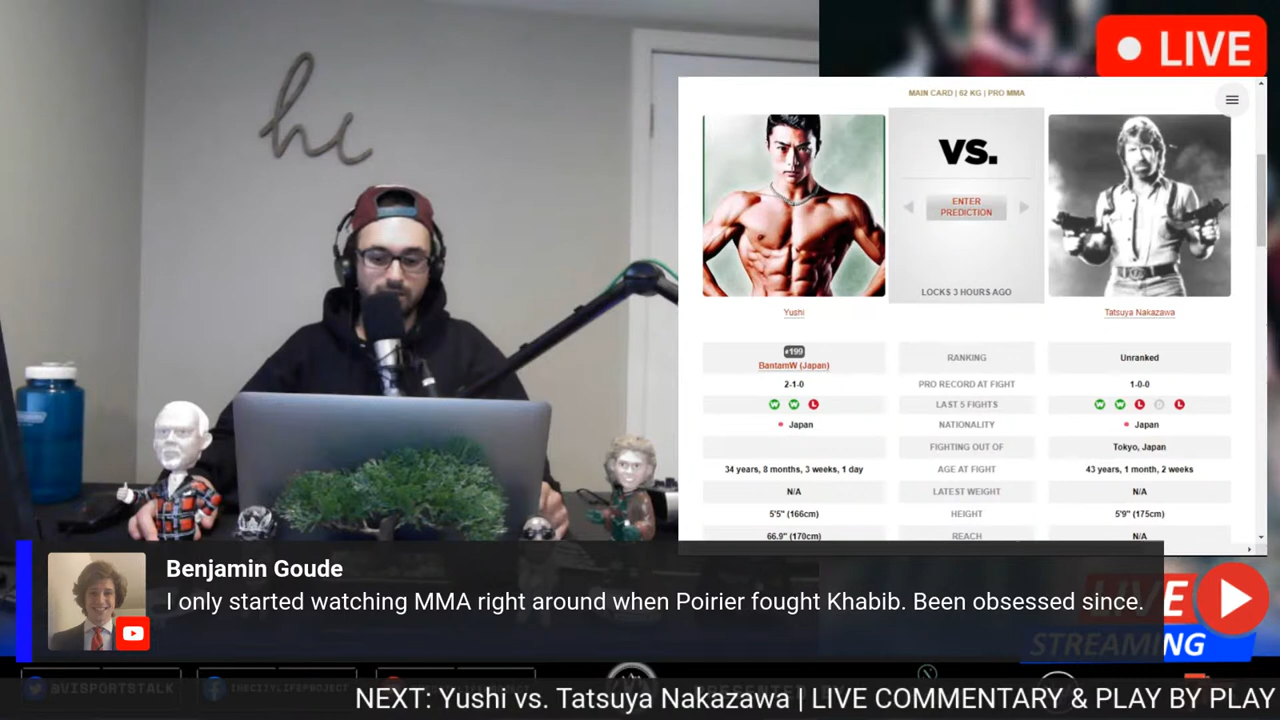 hi
LIVE
MAIN CARD | 62 KG | PRO MMA
VS.
ENTER
PREDICTION
LOCKS 3 HOURS AGO
Yushi
Tatsuya Nakazawa
#199
BantamW (Japan)
RANKING
Unranked
2-1-0
PRO RECORD AT FIGHT
1-0-0
W W L
LAST 5 FIGHTS
W W L D L
Japan
NATIONALITY
Japan
FIGHTING OUT OF
Tokyo, Japan
34 years, 8 months, 3 weeks, 1 day
AGE AT FIGHT
43 years, 1 month, 2 weeks
N/A
LATEST WEIGHT
N/A
5'5" (166cm)
HEIGHT
5'9" (175cm)
66.9" (170cm)
REACH
N/A
Benjamin Goude
I only started watching MMA right around when Poirier fought Khabib. Been obsessed since.
STREAMING
@VISPORTSTALK
THECITYLIFEPROJECT
NEXT: Yushi vs. Tatsuya Nakazawa | LIVE COMMENTARY & PLAY BY PLAY